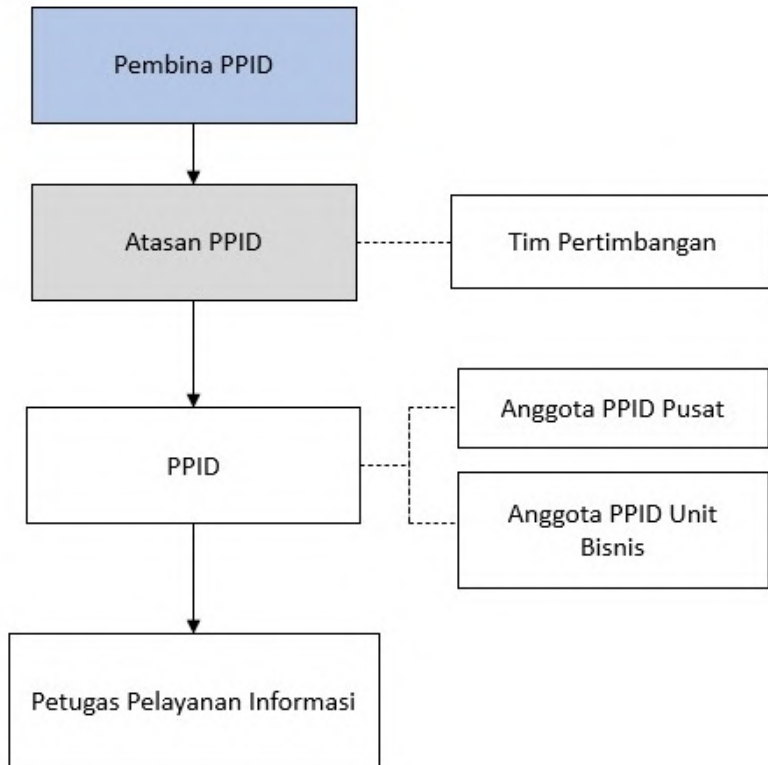 Pembina PPID
Atasan PPID
Tim Pertimbangan
PPID
Anggota PPID Pusat
Anggota PPID Unit
Bisnis
Petugas Pelayanan Informasi